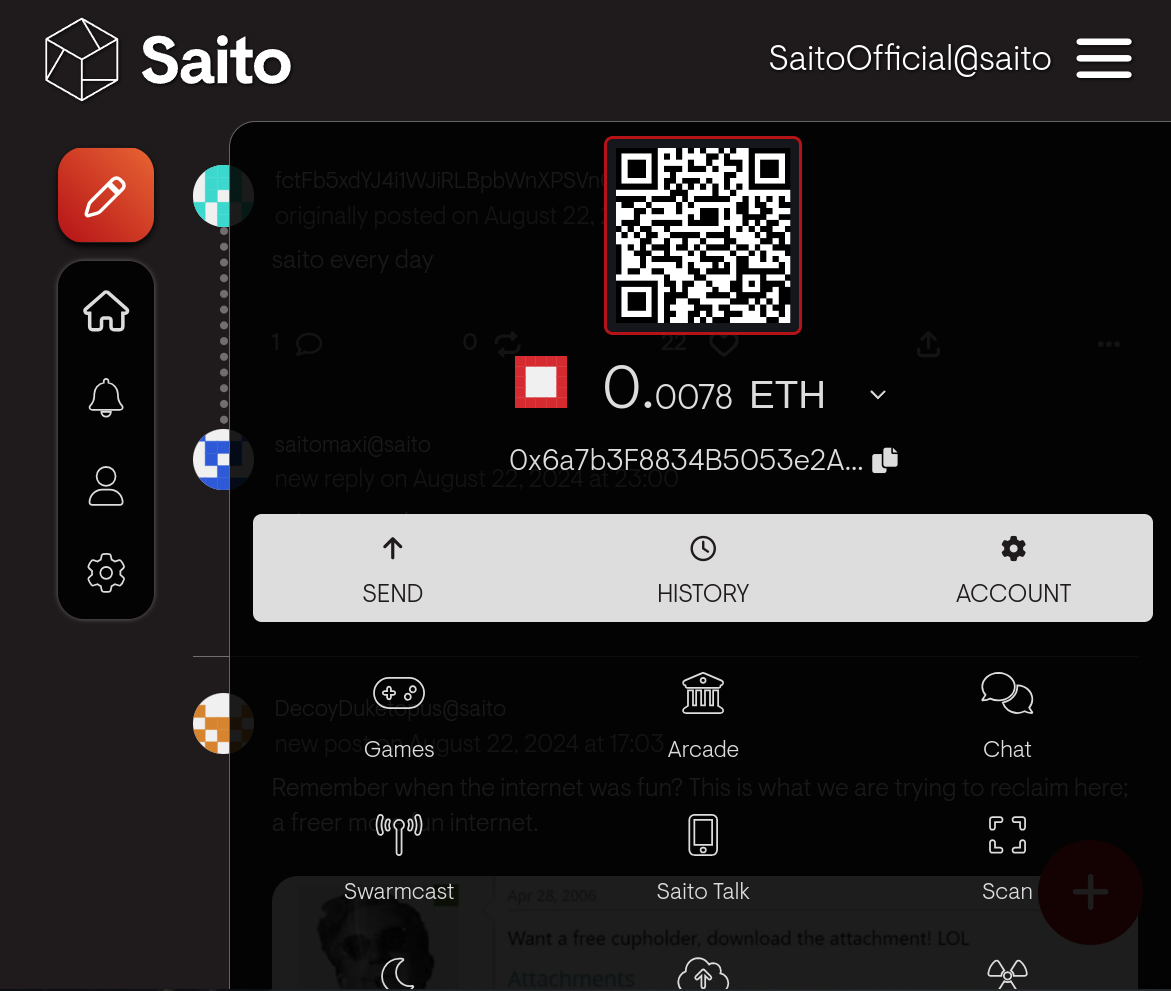 Saito
SaitoOfficial@saito
originally posted on August 22,
saito every day
1
0
22
0.0078 ETH
saitomaxi@saito
0x6a7b3F8834B5053e2A...
new reply on August 22, 2024 at 23:00
SEND
HISTORY
ACCOUNT
DecoyDuketopus@saito
new post on August 22, 2024 at 17:03
Games
Arcade
Chat
Remember when the internet was fun? This is what we are trying to reclaim here;
a freer more fun internet.
Swarmcast
Saito Talk
Scan
Apr 28, 2006
Want a free cupholder, download the attachment! LOL
Attachments